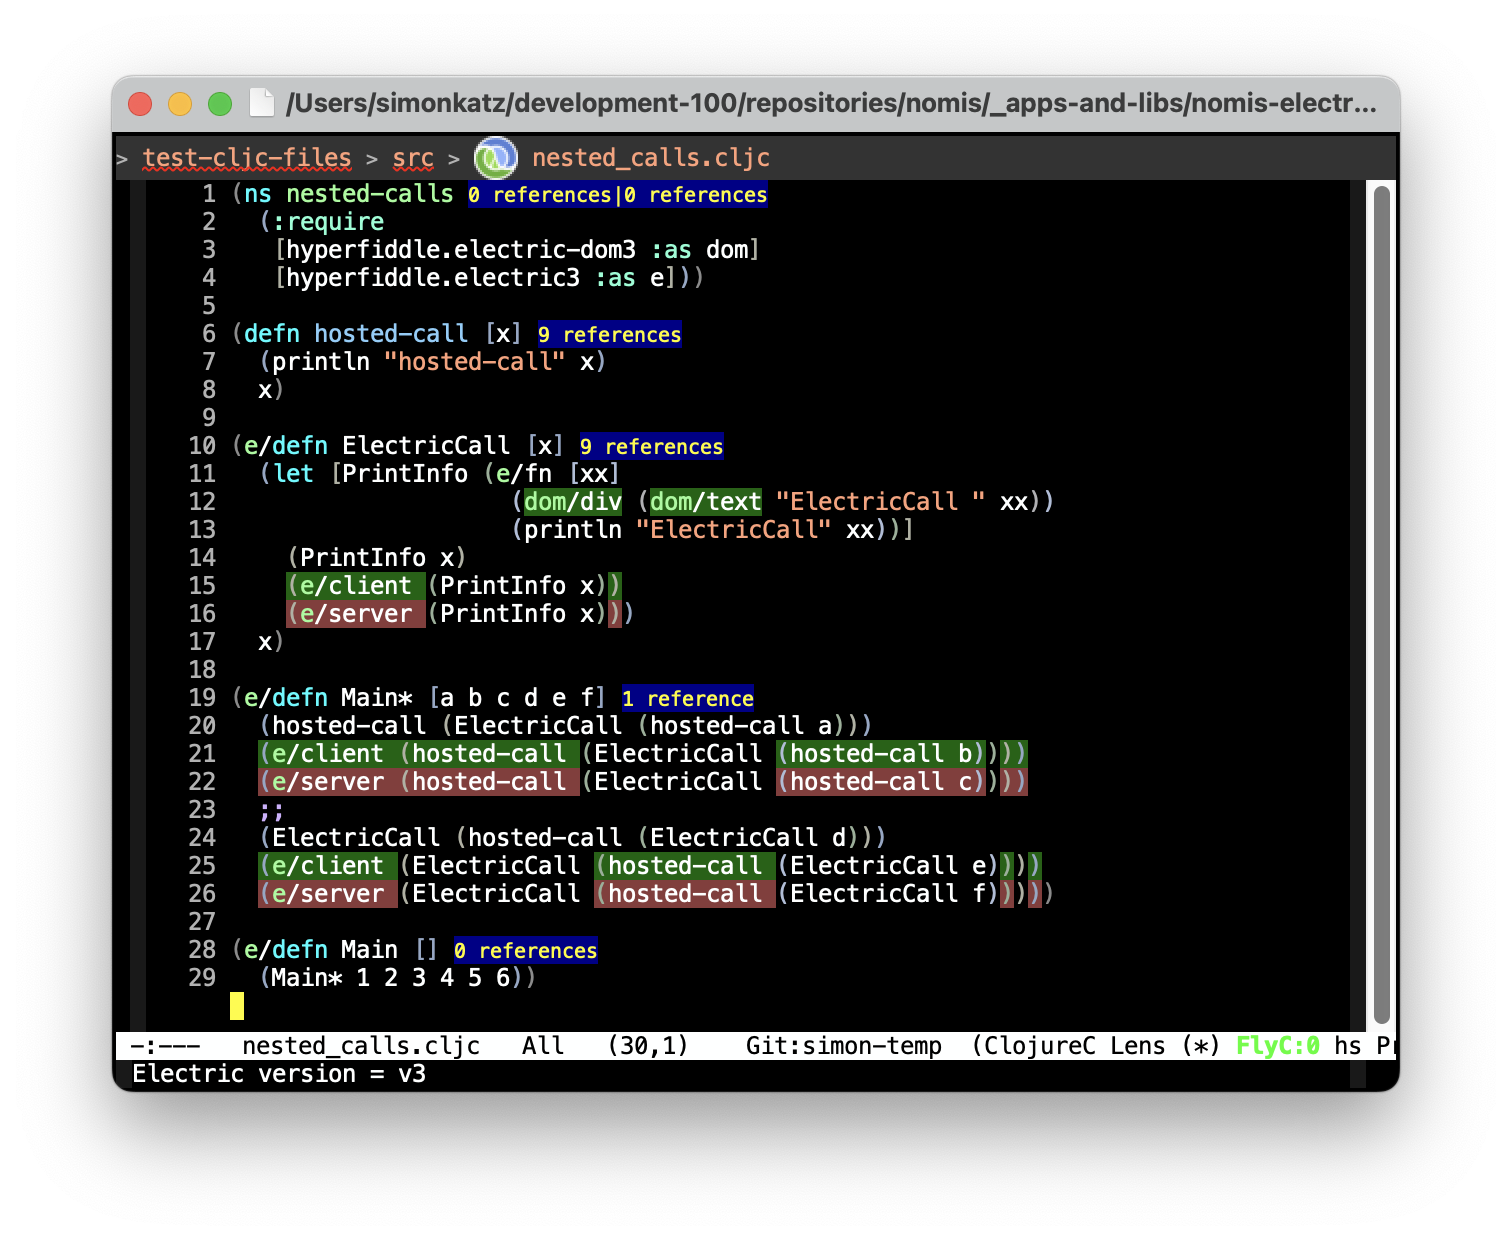 /Users/simonkatz/development-100/repositories/nomis/_apps-and-libs/nomis-electr...
> test-cljc-files > src > nested_calls.cljc
1 (ns nested-calls 0 references|0 references
2   (:require
3    [hyperfiddle.electric-dom3 :as dom]
4    [hyperfiddle.electric3 :as e]))
5
6 (defn hosted-call [x] 9 references
7   (println "hosted-call" x)
8   x)
9
10 (e/defn ElectricCall [x] 9 references
11   (let [PrintInfo (e/fn [xx]
12                     (dom/div (dom/text "ElectricCall " xx))
13                     (println "ElectricCall" xx))]
14     (PrintInfo x)
15     (e/client (PrintInfo x))
16     (e/server (PrintInfo x)))
17   x)
18
19 (e/defn Main* [a b c d e f] 1 reference
20   (hosted-call (ElectricCall (hosted-call a)))
21   (e/client (hosted-call (ElectricCall (hosted-call b))))
22   (e/server (hosted-call (ElectricCall (hosted-call c))))
23   ;;
24   (ElectricCall (hosted-call (ElectricCall d)))
25   (e/client (ElectricCall (hosted-call (ElectricCall e))))
26   (e/server (ElectricCall (hosted-call (ElectricCall f)))))
27
28 (e/defn Main [] 0 references
29   (Main* 1 2 3 4 5 6))
-:---   nested_calls.cljc   All   (30,1)    Git:simon-temp  (ClojureC Lens (*) FlyC:0 hs Pr
Electric version = v3